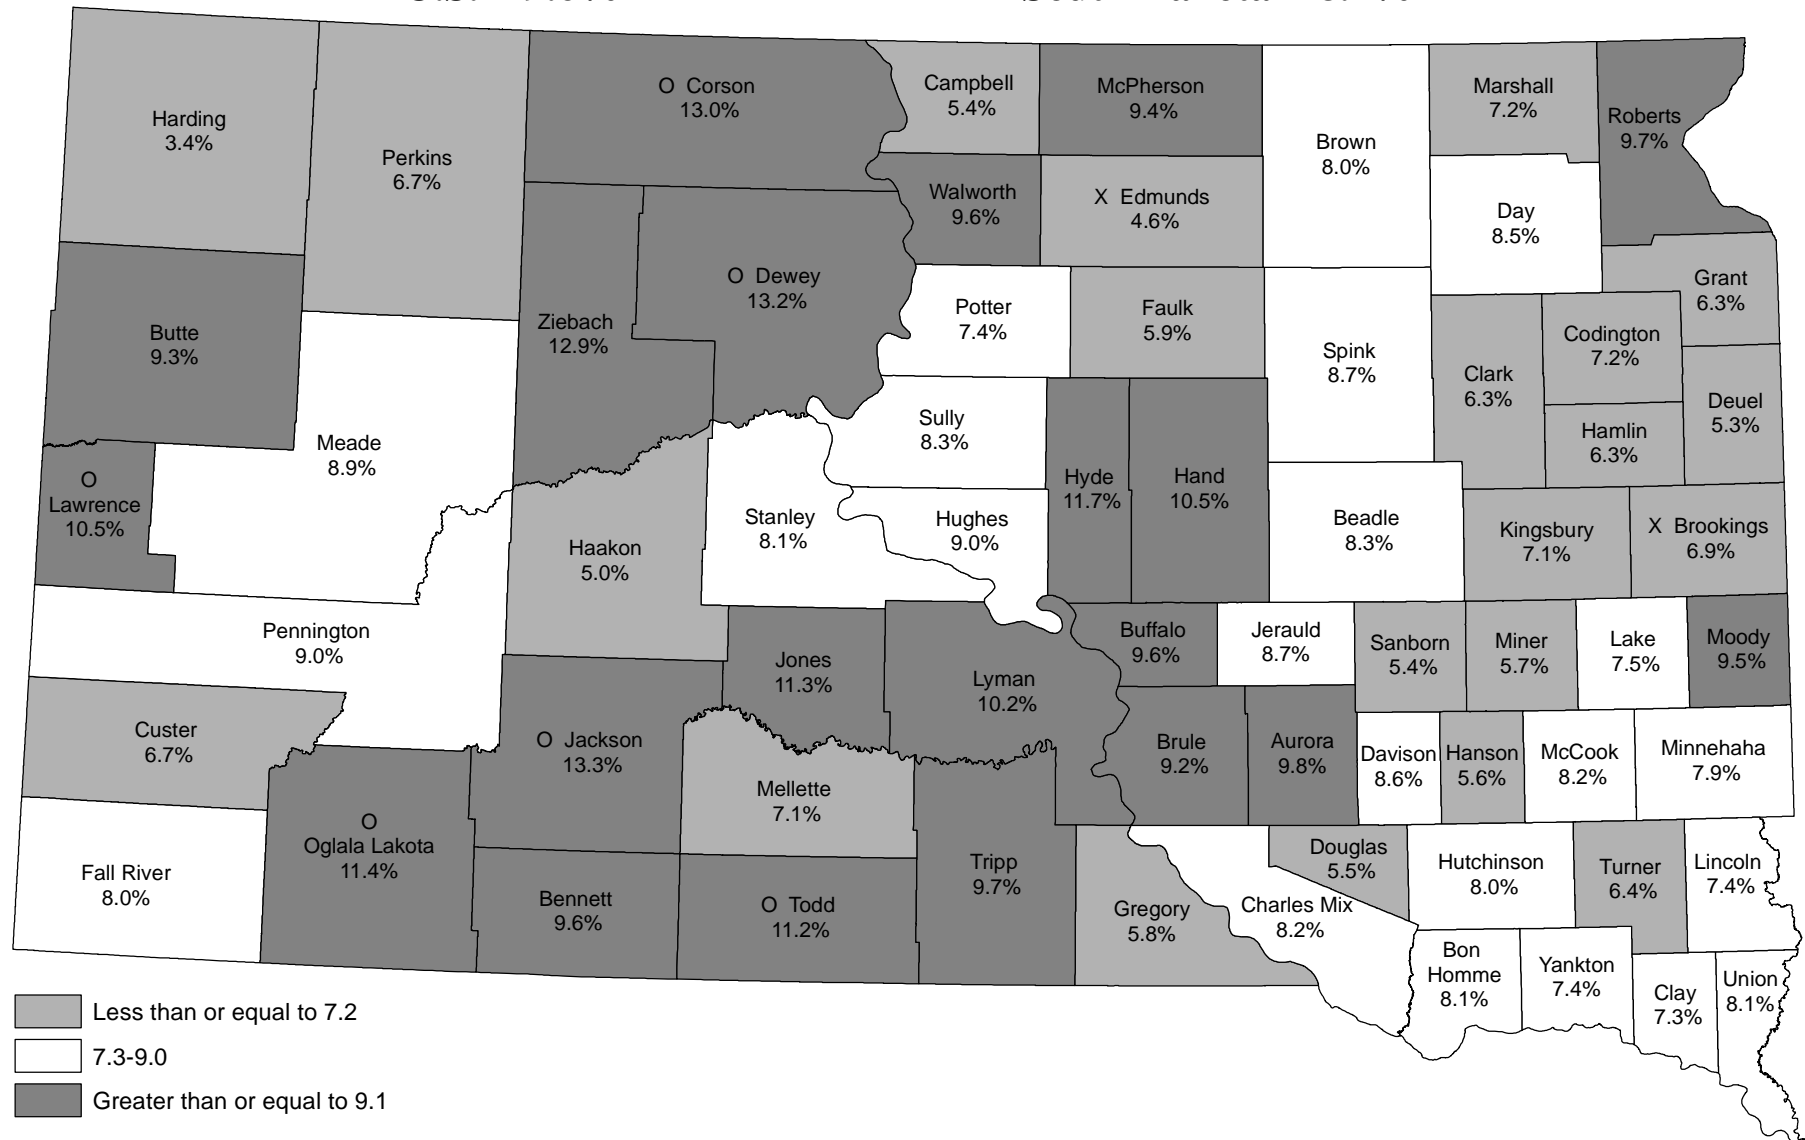 Harding
3.4%
Perkins
6.7%
O Corson
13.0%
Campbell
5.4%
McPherson
9.4%
Brown
8.0%
Marshall
7.2%
Roberts
9.7%
Walworth
9.6%
X Edmunds
4.6%
Day
8.5%
Butte
9.3%
Ziebach
12.9%
O Dewey
13.2%
Potter
7.4%
Faulk
5.9%
Spink
8.7%
Grant
6.3%
Codington
7.2%
Clark
6.3%
Deuel
5.3%
Hamlin
6.3%
Meade
8.9%
Sully
8.3%
O
Lawrence
10.5%
Haakon
5.0%
Stanley
8.1%
Hughes
9.0%
Hyde
11.7%
Hand
10.5%
Beadle
8.3%
Kingsbury
7.1%
X Brookings
6.9%
Pennington
9.0%
Jones
11.3%
Lyman
10.2%
Buffalo
9.6%
Jerauld
8.7%
Sanborn
5.4%
Miner
5.7%
Lake
7.5%
Moody
9.5%
Custer
6.7%
O Jackson
13.3%
Mellette
7.1%
Brule
9.2%
Aurora
9.8%
Davison
8.6%
Hanson
5.6%
McCook
8.2%
Minnehaha
7.9%
Fall River
8.0%
O
Oglala Lakota
11.4%
Bennett
9.6%
O Todd
11.2%
Tripp
9.7%
Gregory
5.8%
Charles Mix
8.2%
Douglas
5.5%
Hutchinson
8.0%
Turner
6.4%
Lincoln
7.4%
Bon
Homme
8.1%
Yankton
7.4%
Clay
7.3%
Union
8.1%
Less than or equal to 7.2
7.3-9.0
Greater than or equal to 9.1